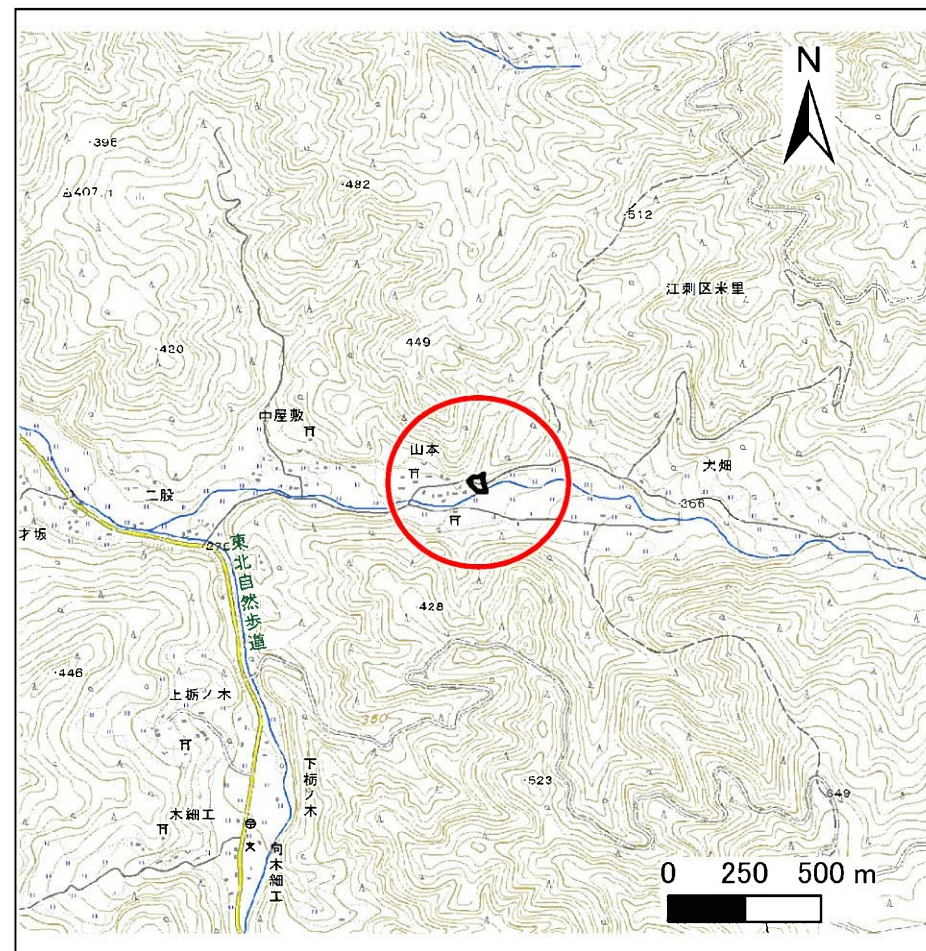 N
・396
407.1
・482
・512
江刺区米里
449
・420
中屋敷
山本
犬畑
二股
・366
才坂
東北自然歩道
428
・446
上栃ノ木
350
下栃ノ木
・523
649
木細工
向木細工
0 250 500 m